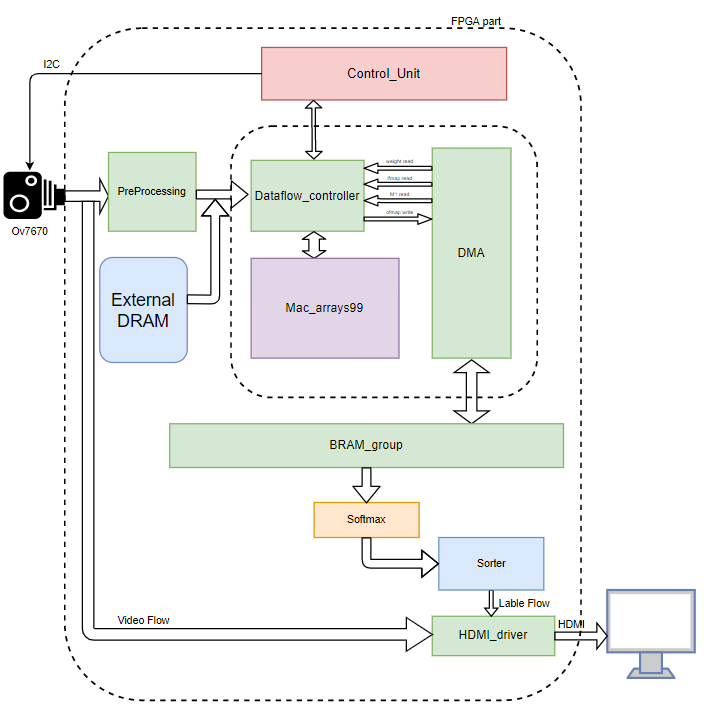 FPGA part
I2C
Control_Unit
PreProcessing
Dataflow_controller
weight read
ifmap read
M1 read
ofmap write
DMA
Ov7670
External
DRAM
Mac_arrays99
BRAM_group
Softmax
Sorter
Lable Flow
Video Flow
HDMI_driver
HDMI